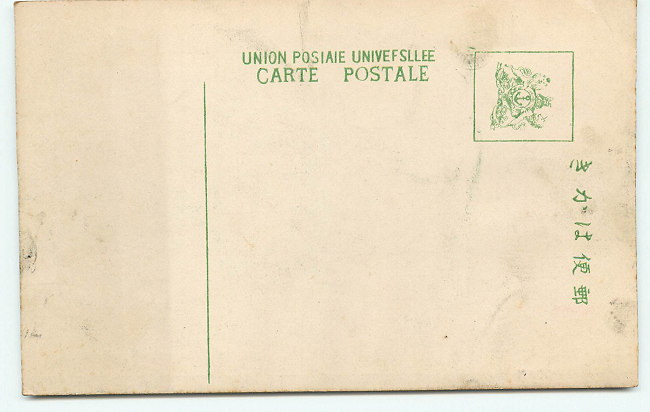 UNION POSIAIE UNIVEFSLLEE
CARTE POSTALE
郵便はがき